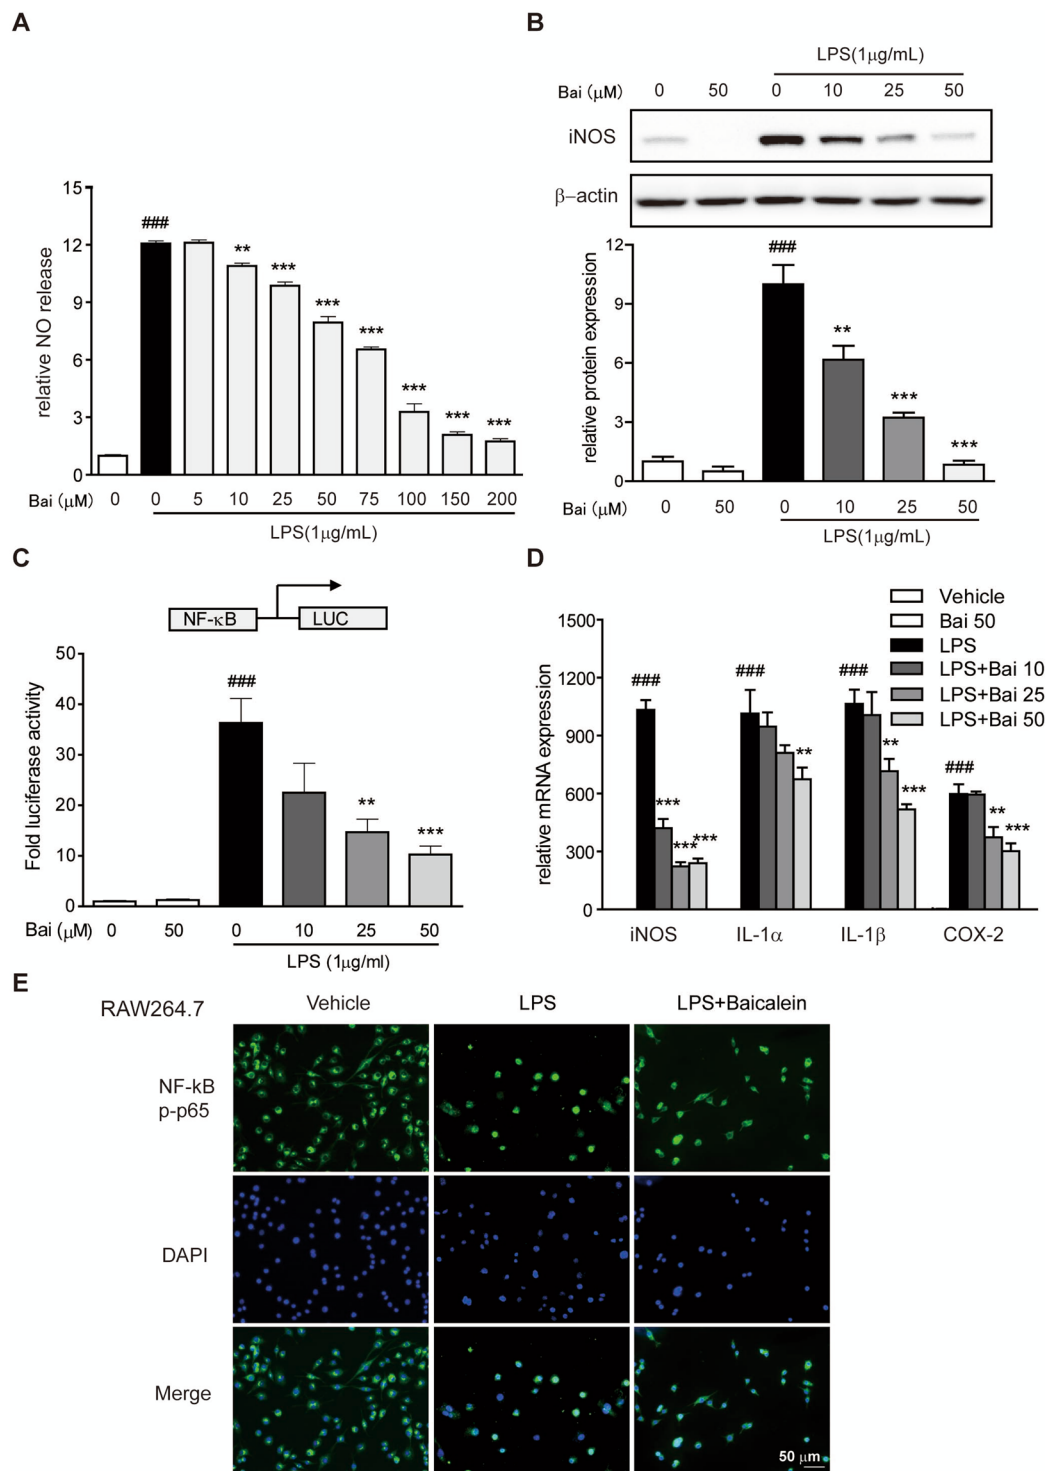 A
relative NO release
15
12
9
6
3
0
###
**
***
***
***
***
***
***
Bai (μM) 0 0 5 10 25 50 75 100 150 200
LPS(1μg/mL)
B
LPS(1μg/mL)
Bai (μM) 0 50 0 10 25 50
iNOS
β-actin
relative protein expression
12
9
6
3
0
###
**
***
***
Bai (μM) 0 50 0 10 25 50
LPS(1μg/mL)
C
NF-κB LUC
Fold luciferase activity
50
40
30
20
10
0
###
**
***
Bai (μM) 0 50 0 10 25 50
LPS (1μg/ml)
D
Vehicle
Bai 50
LPS
LPS+Bai 10
LPS+Bai 25
LPS+Bai 50
relative mRNA expression
1500
1200
900
600
300
0
###
***
***
***
###
**
###
**
***
###
**
***
iNOS IL-1α IL-1β COX-2
E
RAW264.7
Vehicle LPS LPS+Baicalein
NF-kB
p-p65
DAPI
Merge
50 μm